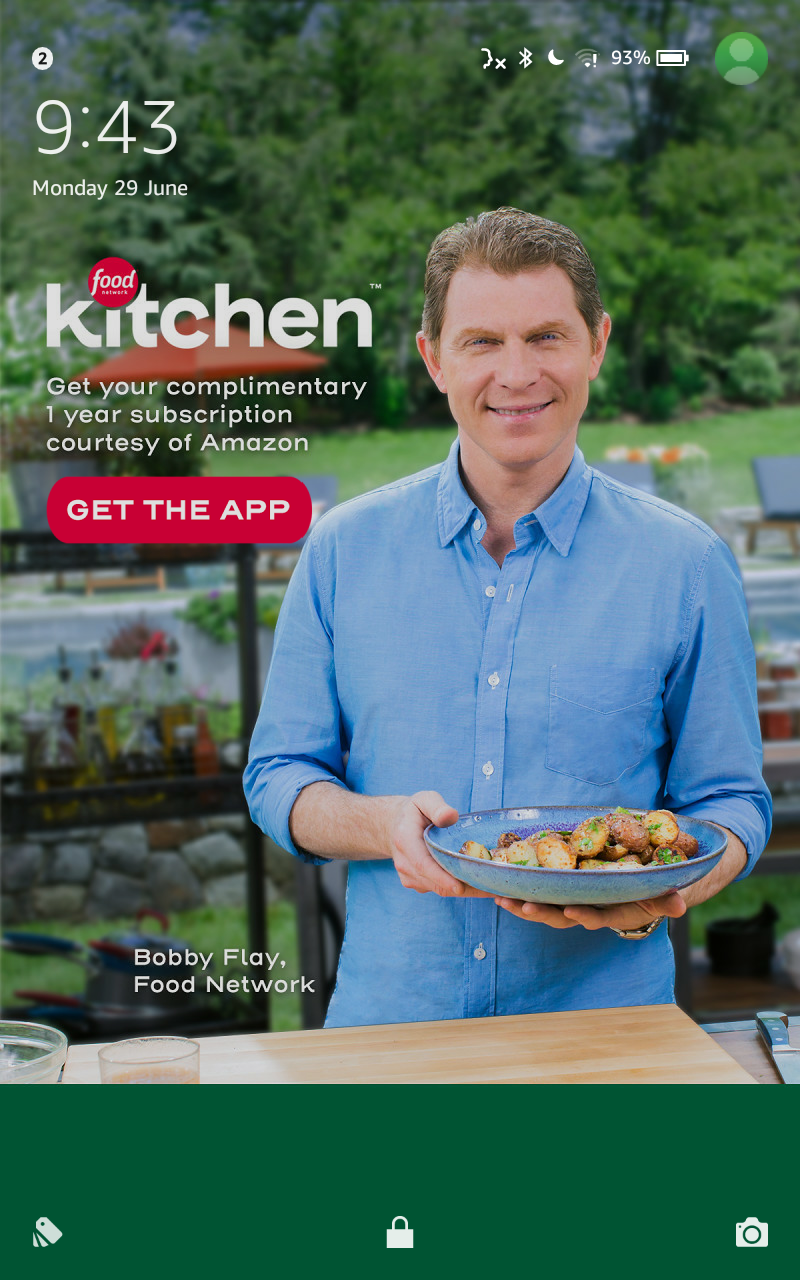 2
93%
9:43
Monday 29 June
food
network
kitchen™
Get your complimentary
1 year subscription
courtesy of Amazon
GET THE APP
Bobby Flay,
Food Network